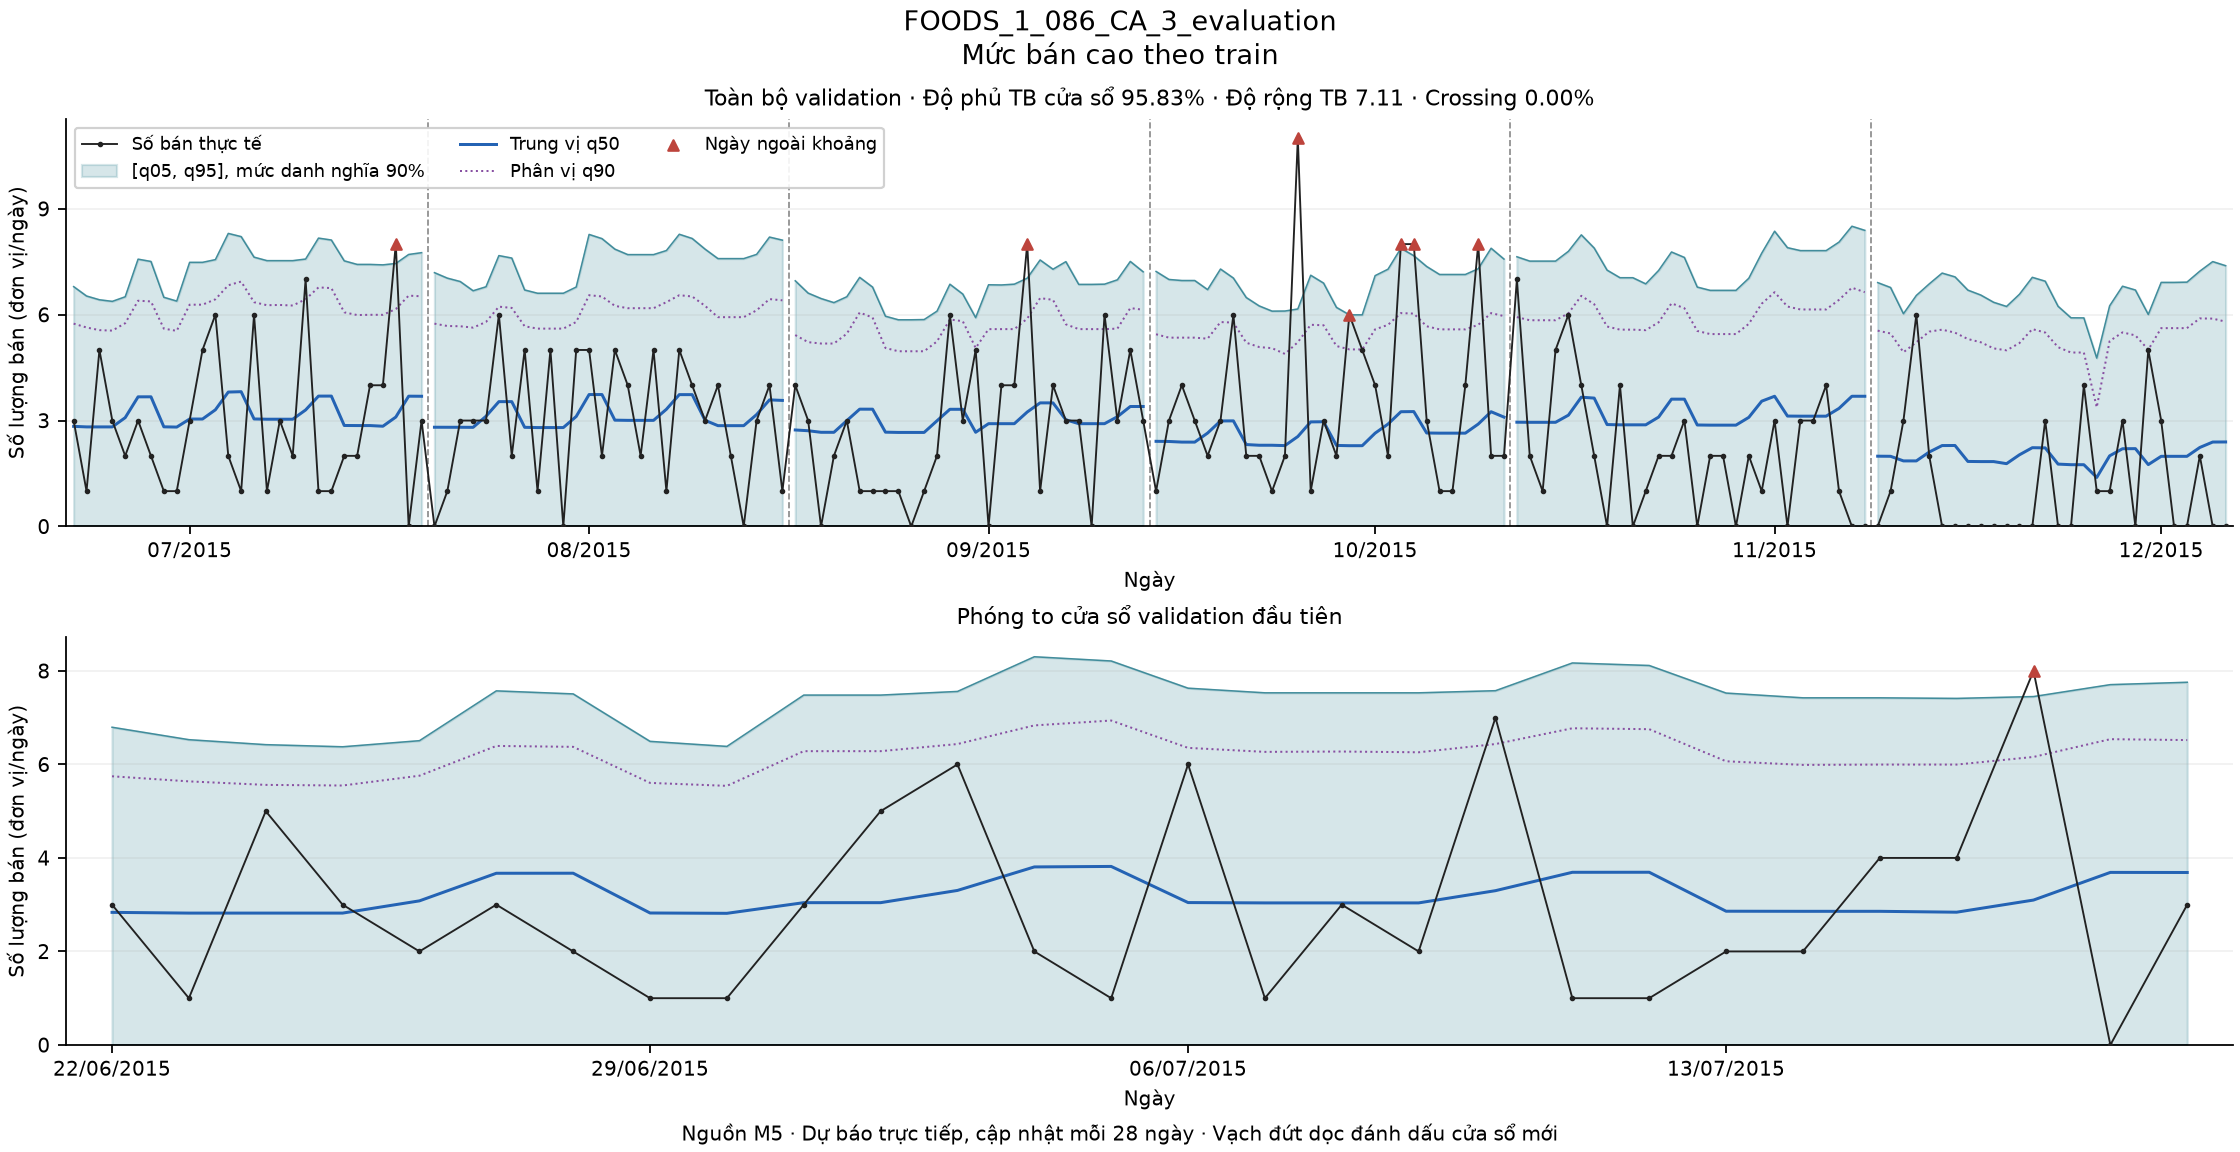 FOODS_1_086_CA_3_evaluation
Mức bán cao theo train
Toàn bộ validation · Độ phủ TB cửa sổ 95.83% · Độ rộng TB 7.11 · Crossing 0.00%
Số bán thực tế
[q05, q95], mức danh nghĩa 90%
Trung vị q50
Phân vị q90
Ngày ngoài khoảng
Số lượng bán (đơn vị/ngày)
9
6
3
0
07/2015 08/2015 09/2015 10/2015 11/2015 12/2015
Ngày
Phóng to cửa sổ validation đầu tiên
Số lượng bán (đơn vị/ngày)
8
6
4
2
0
22/06/2015 29/06/2015 06/07/2015 13/07/2015
Ngày
Nguồn M5 · Dự báo trực tiếp, cập nhật mỗi 28 ngày · Vạch đứt dọc đánh dấu cửa sổ mới